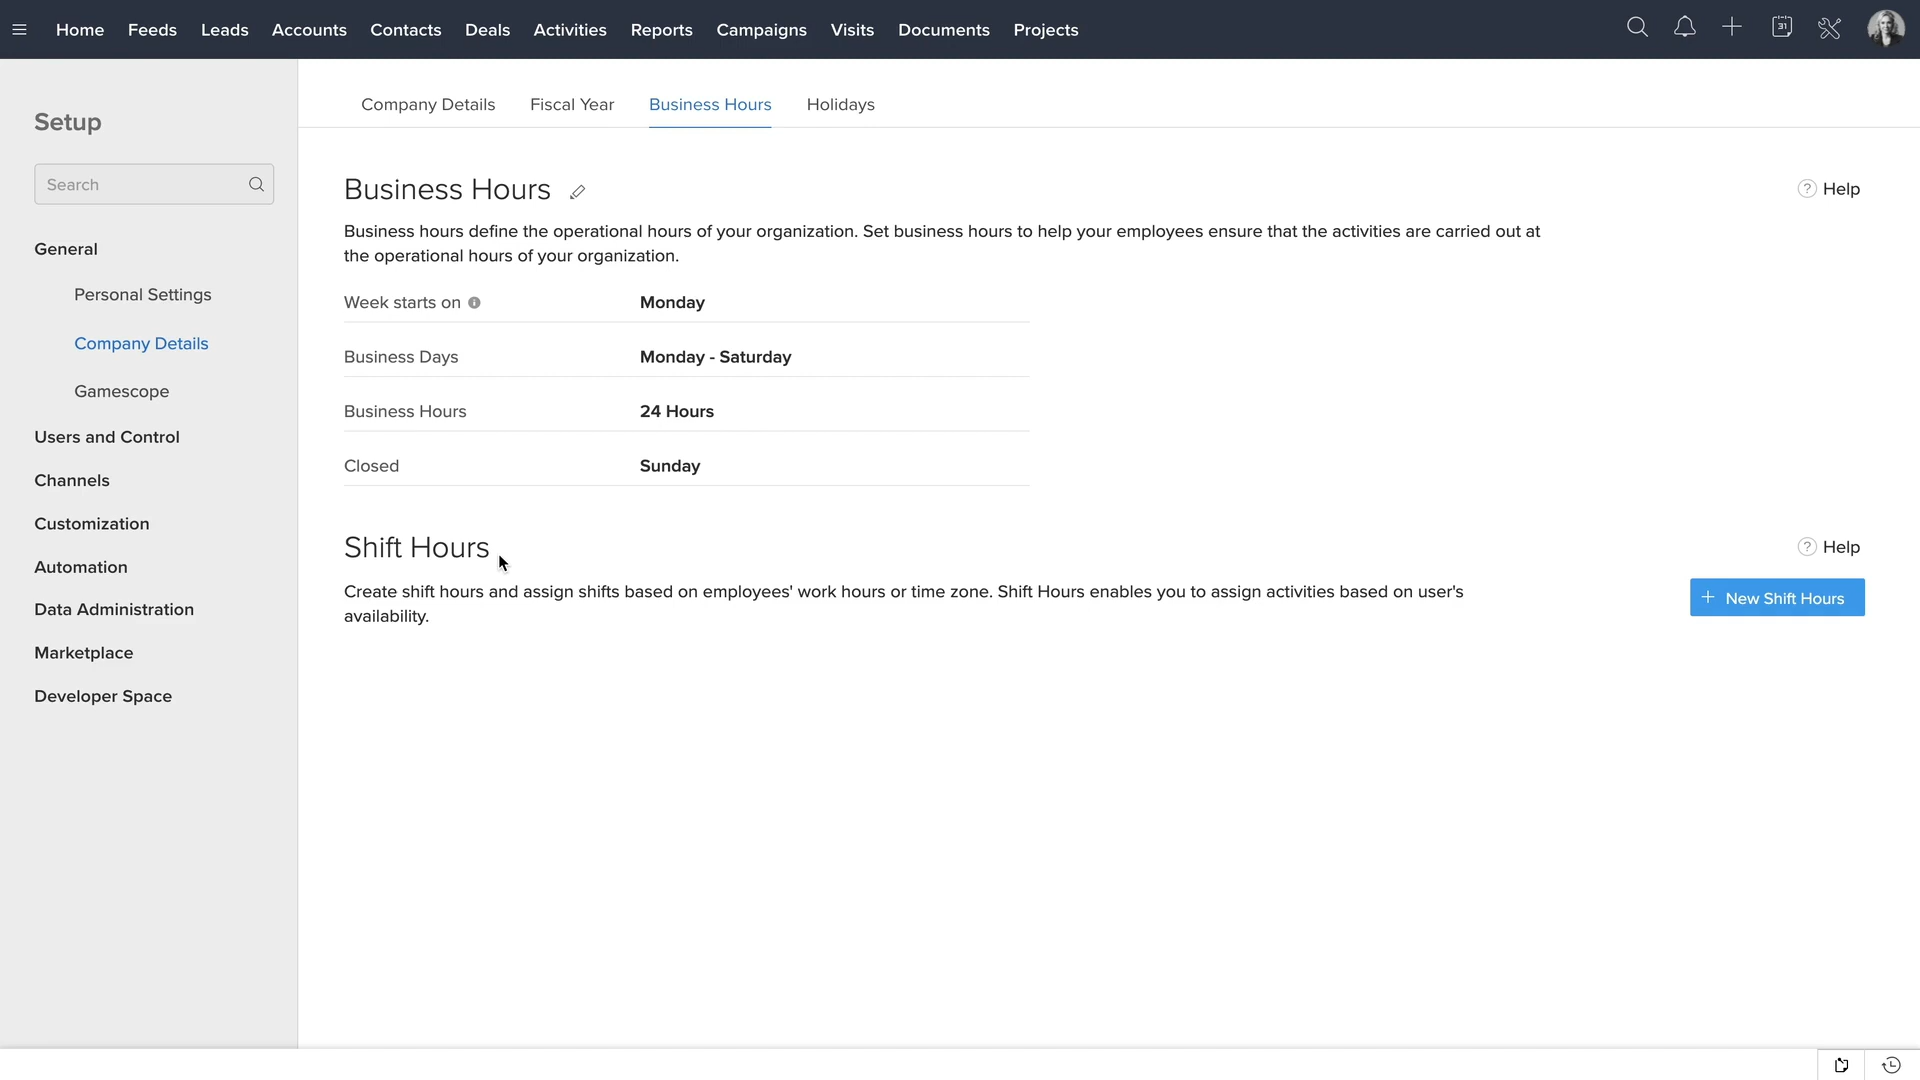 Home Feeds Leads Accounts Contacts Deals Activities Reports Campaigns Visits Documents Projects
31
Setup
Search
General
Personal Settings
Company Details
Gamescope
Users and Control
Channels
Customization
Automation
Data Administration
Marketplace
Developer Space
Company Details Fiscal Year Business Hours Holidays
Business Hours
? Help
Business hours define the operational hours of your organization. Set business hours to help your employees ensure that the activities are carried out at
the operational hours of your organization.
Week starts on Monday
Business Days Monday - Saturday
Business Hours 24 Hours
Closed Sunday
Shift Hours
? Help
Create shift hours and assign shifts based on employees' work hours or time zone. Shift Hours enables you to assign activities based on user's
availability.
+ New Shift Hours